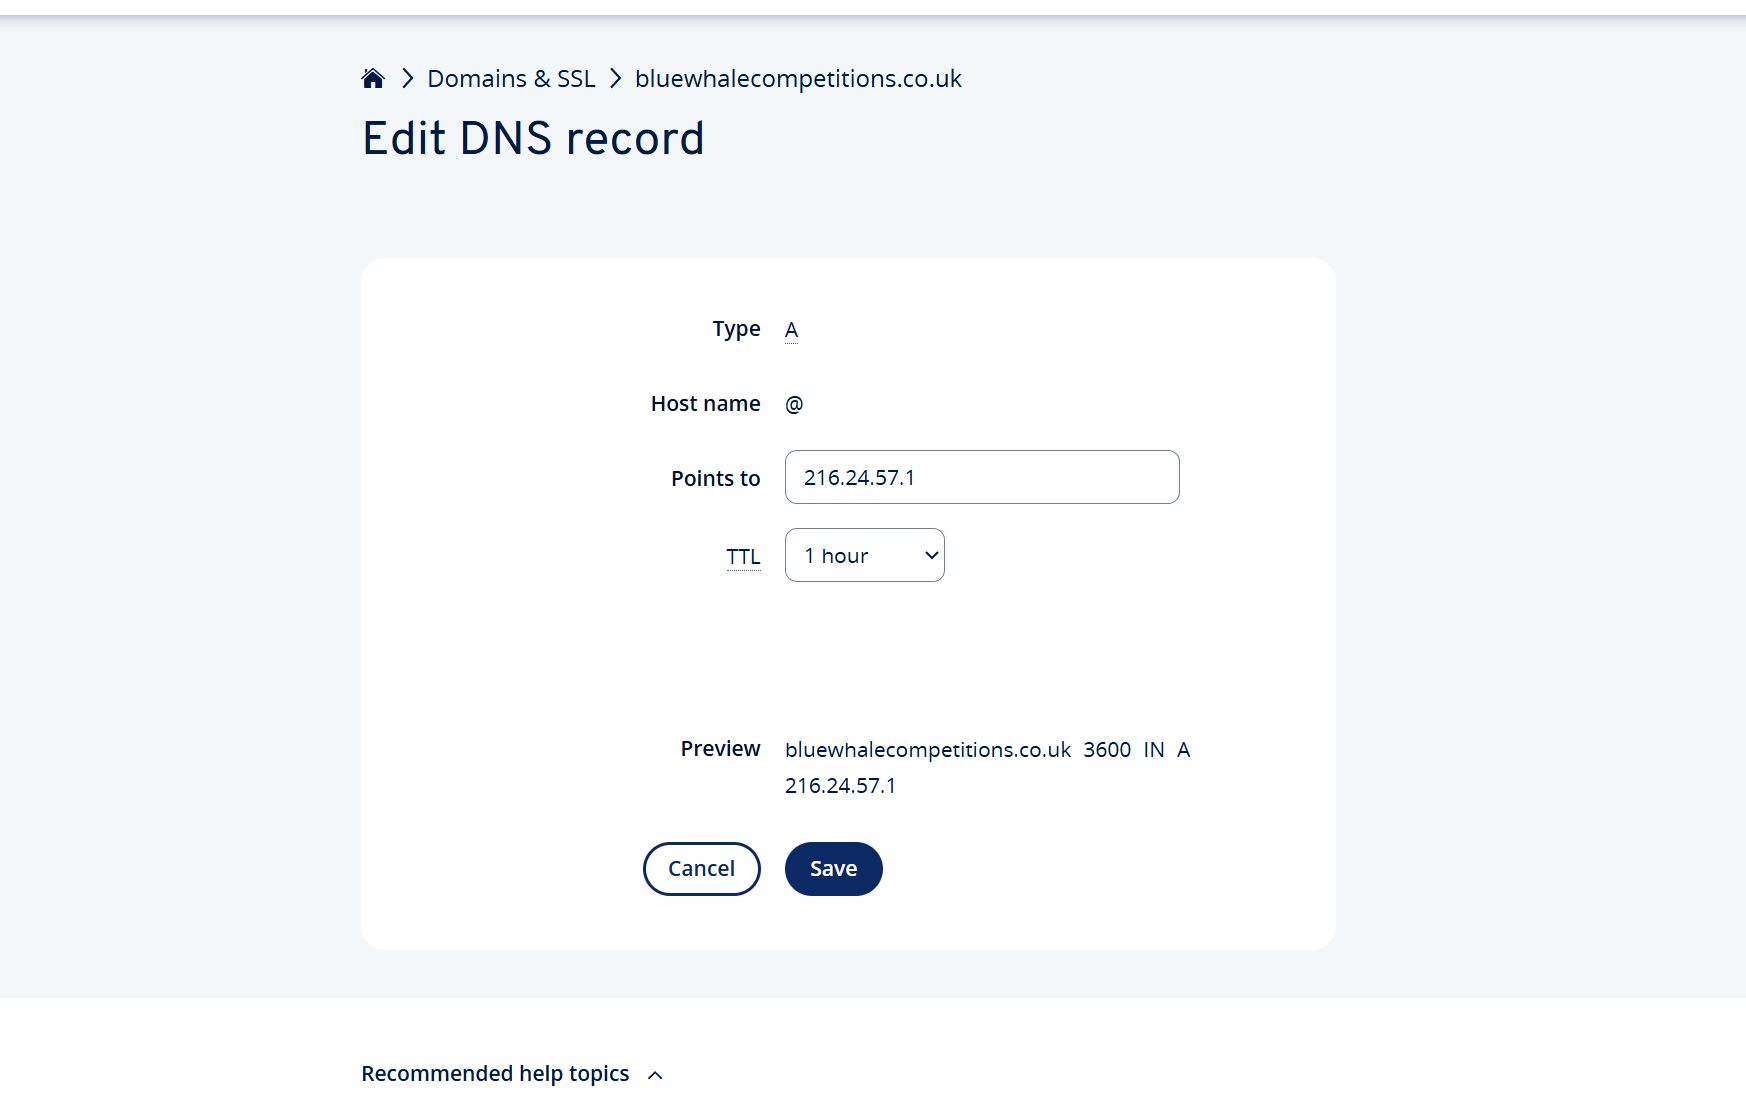 Domains & SSL bluewhalecompetitions.co.uk
Edit DNS record
Type A
Host name @
Points to 216.24.57.1
TTL 1 hour
Preview bluewhalecompetitions.co.uk 3600 IN A
216.24.57.1
Cancel Save
Recommended help topics